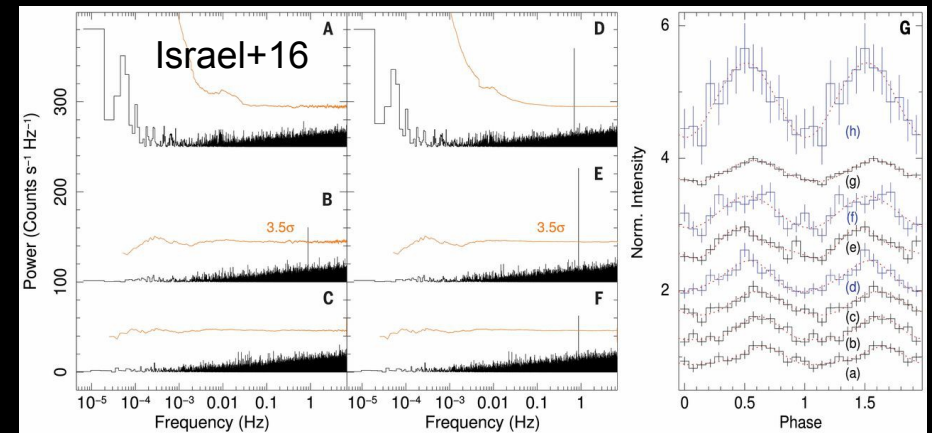 Israel+16
A
D
G
B
E
C
F
3.5σ
3.5σ
Power (Counts s⁻¹ Hz⁻¹)
0
100
200
300
10⁻⁵ 10⁻⁴ 10⁻³ 0.01 0.1 1
Frequency (Hz)
10⁻⁵ 10⁻⁴ 10⁻³ 0.01 0.1 1
Frequency (Hz)
Norm. Intensity
6
4
2
(h)
(g)
(f)
(e)
(d)
(c)
(b)
(a)
0 0.5 1 1.5
Phase